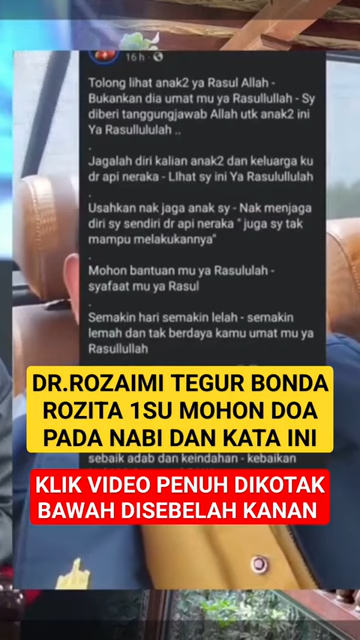 16 h
Tolong lihat anak2 ya Rasul Allah -
Bukankan dia umat mu ya Rasullullah - Sy
diberi tanggungjawab Allah utk anak2 ini
Ya Rasullululah ..
.
Jagalah diri kalian anak2 dan keluarga ku
dr api neraka - LIhat sy ini Ya Rasulullulah
.
Usahkan nak jaga anak sy - Nak menjaga
diri sy sendiri dr api neraka " juga sy tak
mampu melakukannya"
.
Mohon bantuan mu ya Rasululah -
syafaat mu ya Rasul
.
Semakin hari semakin lelah - semakin
lemah dan tak berdaya kamu umat mu ya
Rasullullah
DR.ROZAIMI TEGUR BONDA
ROZITA 1SU MOHON DOA
PADA NABI DAN KATA INI
sebaik adab dan keindahan - kebaikan
KLIK VIDEO PENUH DIKOTAK
BAWAH DISEBELAH KANAN